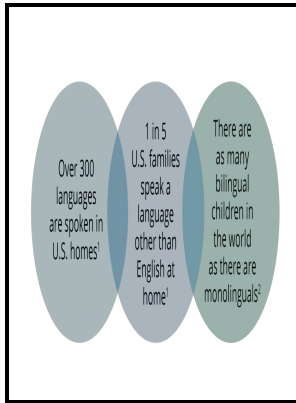 Over 300
languages
are spoken in
U.S. homes¹
1 in 5
U.S. families
speak a
language
other than
English at
home¹
There are
as many
bilingual
children in
the world
as there are
monolinguals²